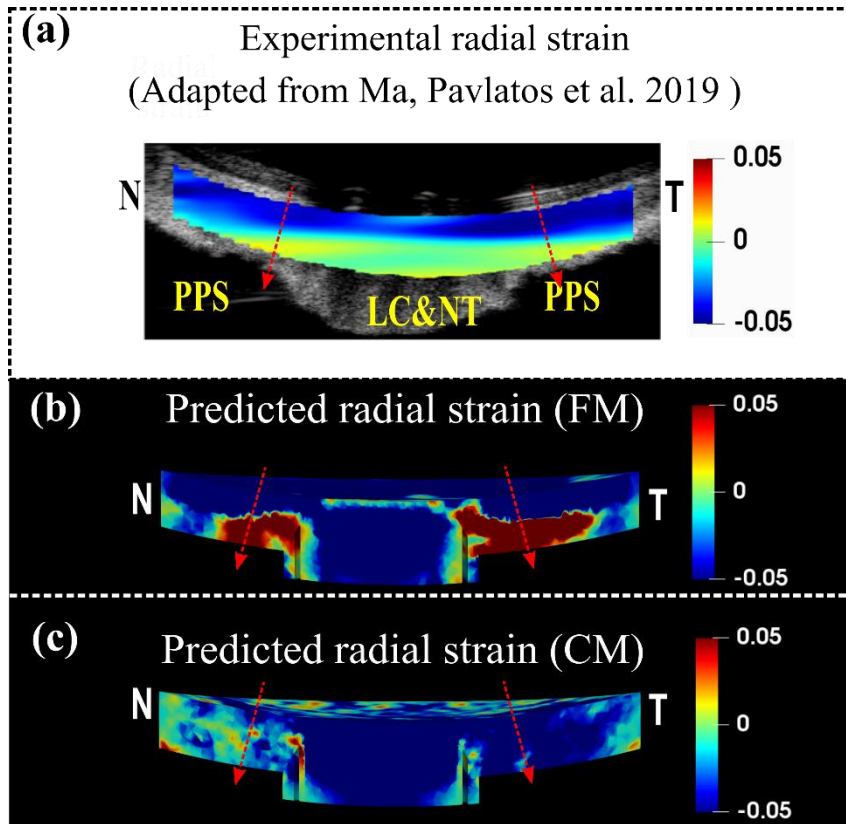 (a)
Experimental radial strain
(Adapted from Ma, Pavlatos et al. 2019 )
N
T
0.05
0
-0.05
PPS
LC&NT
PPS
(b)
Predicted radial strain (FM)
N
T
0.05
0
-0.05
(c)
Predicted radial strain (CM)
N
T
0.05
0
-0.05